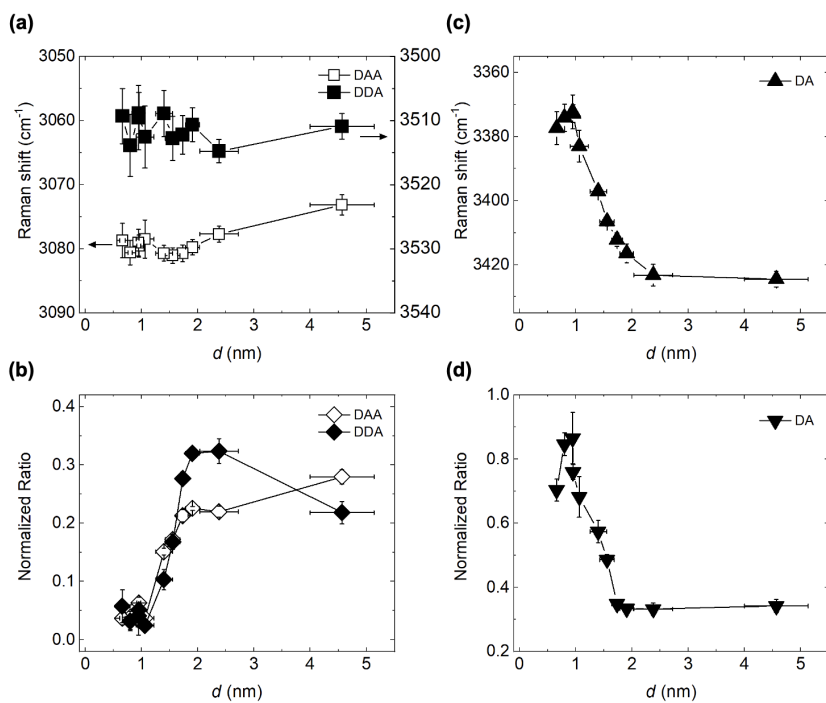 (a)
3050
3060
3070
3080
3090
Raman shift (cm-1)
DAA
DDA
3500
3510
3520
3530
3540
Raman shift (cm-1)
0 1 2 3 4 5
d (nm)
(c)
3360
3380
3400
3420
Raman shift (cm-1)
DA
0 1 2 3 4 5
d (nm)
(b)
0.4
0.3
0.2
0.1
0.0
Normalized Ratio
DAA
DDA
0 1 2 3 4 5
d (nm)
(d)
1.0
0.8
0.6
0.4
0.2
Normalized Ratio
DA
0 1 2 3 4 5
d (nm)